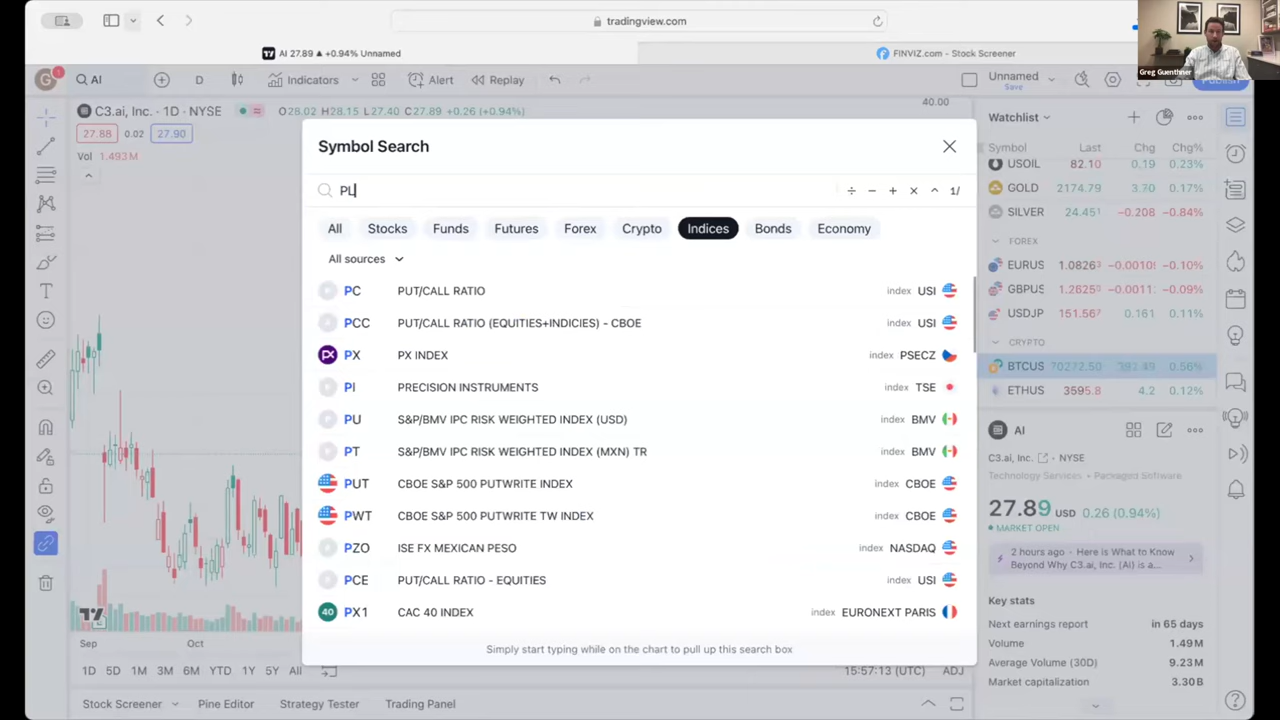 tradingview.com
AI 27.89 ▲ +0.94% Unnamed
FINVIZ.com - Stock Screener
Greg Guenthner
G
AI
D
Indicators
Alert
Replay
Unnamed
Save
Publish
C3.ai, Inc. · 1D · NYSE
O28.02 H28.15 L27.40 C27.89 +0.26 (+0.94%)
40.00
27.88
0.02
27.90
Vol 1.493M
Symbol Search
PL
÷ − + × ^ 1/
All
Stocks
Funds
Futures
Forex
Crypto
Indices
Bonds
Economy
All sources
PC PUT/CALL RATIO index USI
PCC PUT/CALL RATIO (EQUITIES+INDICIES) - CBOE index USI
PX PX INDEX index PSECZ
PI PRECISION INSTRUMENTS index TSE
PU S&P/BMV IPC RISK WEIGHTED INDEX (USD) index BMV
PT S&P/BMV IPC RISK WEIGHTED INDEX (MXN) TR index BMV
PUT CBOE S&P 500 PUTWRITE INDEX index CBOE
PWT CBOE S&P 500 PUTWRITE TW INDEX index CBOE
PZO ISE FX MEXICAN PESO index NASDAQ
PCE PUT/CALL RATIO - EQUITIES index USI
40 PX1 CAC 40 INDEX index EURONEXT PARIS
Simply start typing while on the chart to pull up this search box
Watchlist
Symbol Last Chg Chg%
USOIL 82.10 0.19 0.23%
GOLD 2174.79 3.70 0.17%
SILVER 24.451 −0.208 −0.84%
FOREX
EURUS 1.0826 −0.0010 −0.10%
GBPUS 1.2625 −0.0011 −0.09%
USDJP 151.567 0.161 0.11%
CRYPTO
BTCUS 70272.50 392.49 0.56%
ETHUS 3595.8 4.2 0.12%
AI
C3.ai, Inc. · NYSE
Technology Services · Packaged Software
27.89 USD 0.26 (0.94%)
MARKET OPEN
2 hours ago · Here is What to Know
Beyond Why C3.ai, Inc. (AI) is a...
Key stats
Next earnings report in 65 days
Volume 1.49M
Average Volume (30D) 9.23M
Market capitalization 3.30B
Sep
Oct
1D 5D 1M 3M 6M YTD 1Y 5Y All
15:57:13 (UTC)
ADJ
Stock Screener
Pine Editor
Strategy Tester
Trading Panel